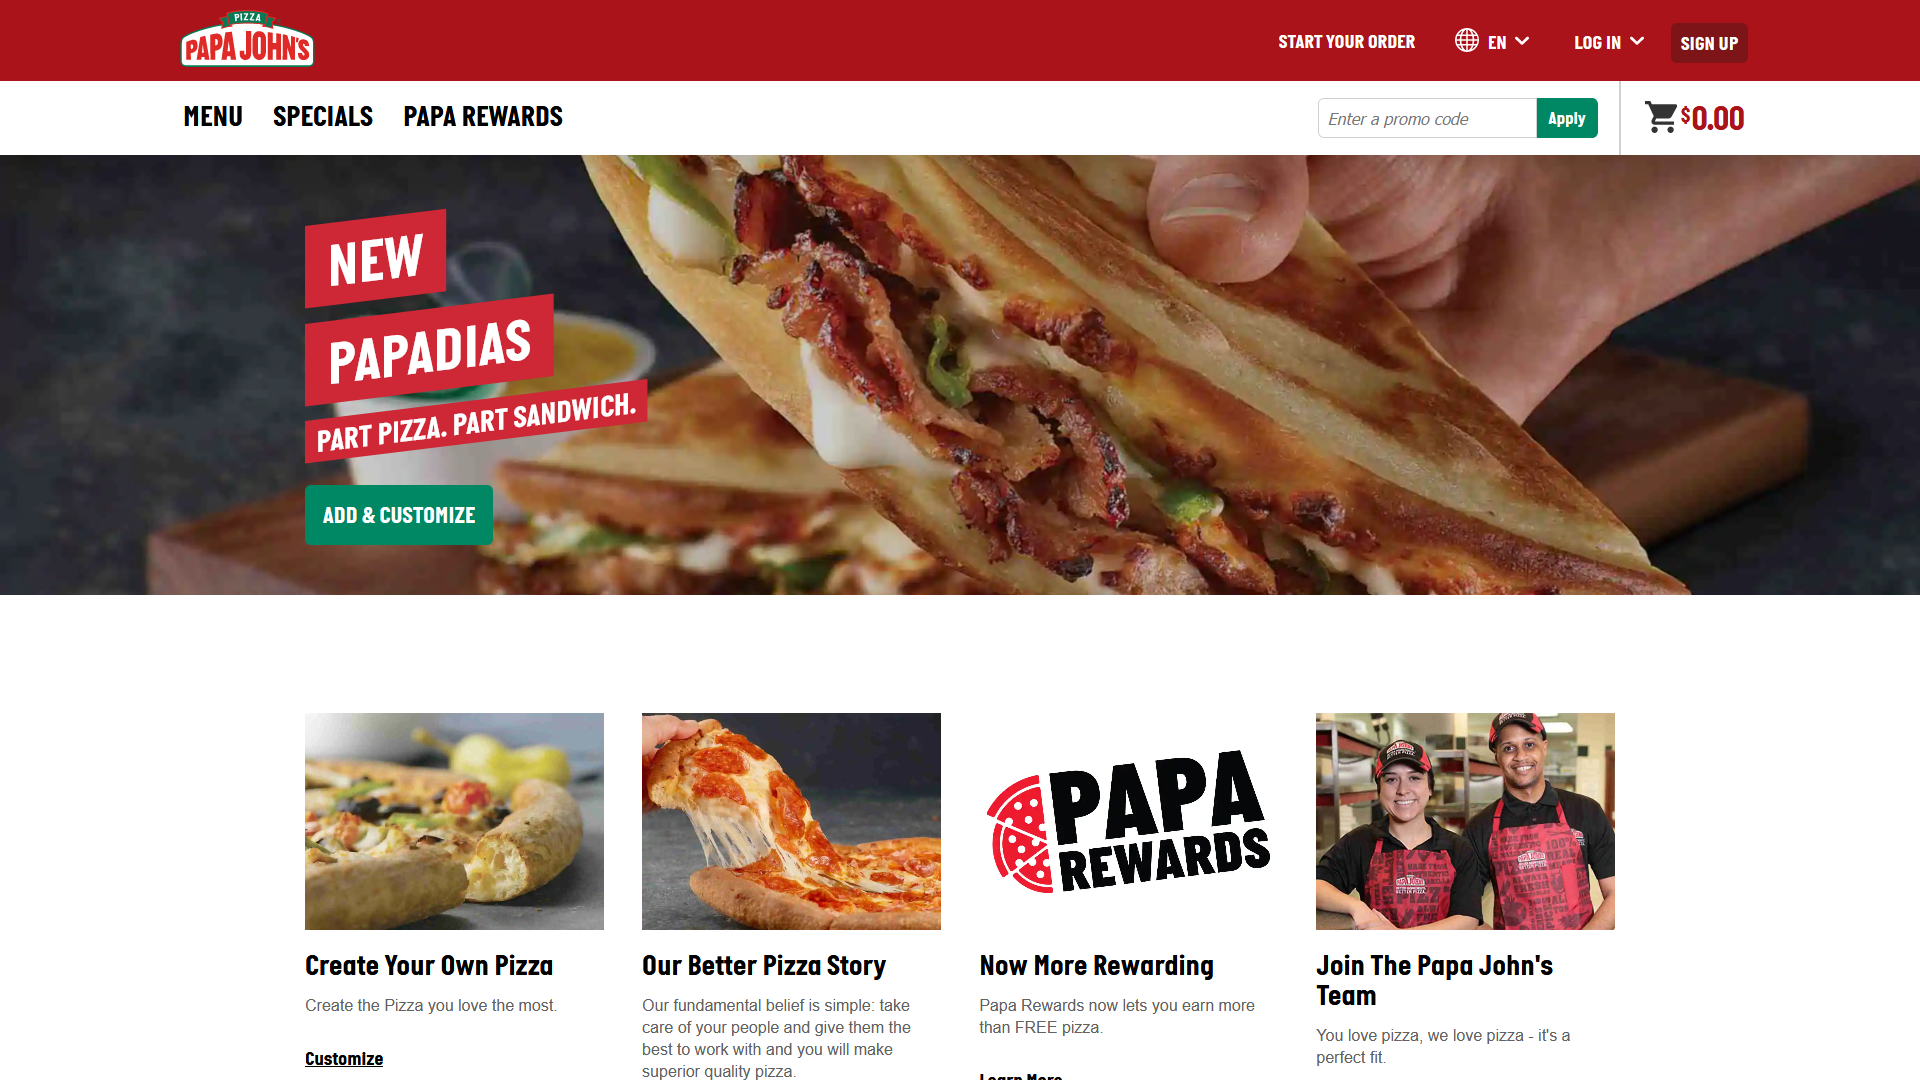 PIZZA
PAPA JOHN'S
START YOUR ORDER
EN
LOG IN
SIGN UP
MENU
SPECIALS
PAPA REWARDS
Enter a promo code
Apply
$0.00
NEW
PAPADIAS
PART PIZZA. PART SANDWICH.
ADD & CUSTOMIZE
PAPA
REWARDS
Create Your Own Pizza
Create the Pizza you love the most.
Customize
Our Better Pizza Story
Our fundamental belief is simple: take
care of your people and give them the
best to work with and you will make
superior quality pizza.
Now More Rewarding
Papa Rewards now lets you earn more
than FREE pizza.
Learn More
Join The Papa John's
Team
You love pizza, we love pizza - it's a
perfect fit.